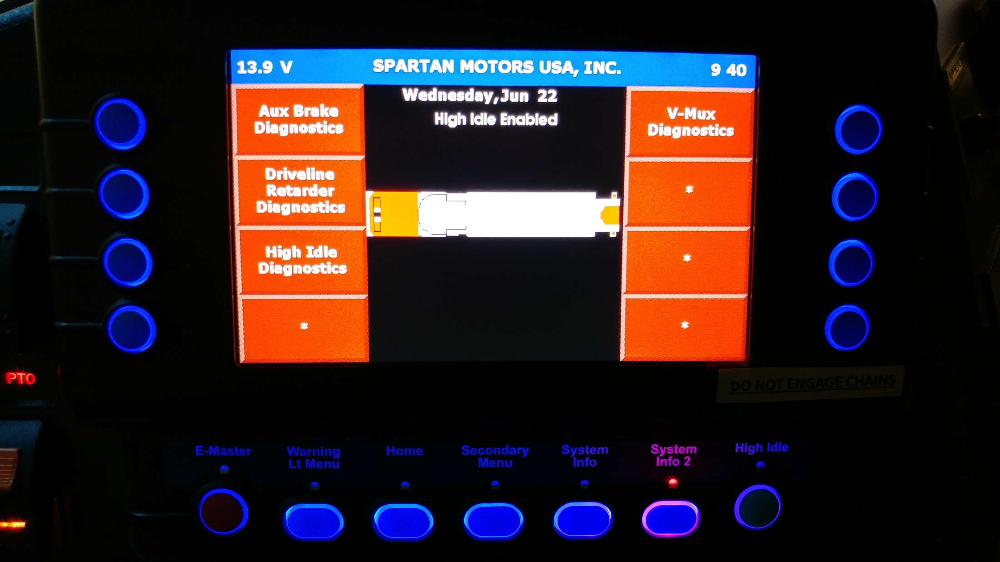 13.9 V SPARTAN MOTORS USA, INC. 9 40
Wednesday,Jun 22
High Idle Enabled
Aux Brake
Diagnostics
Driveline
Retarder
Diagnostics
High Idle
Diagnostics
*
V-Mux
Diagnostics
*
*
*
PTO
DO NOT ENGAGE CHAINS
E-Master
Warning
Lt Menu
Home
Secondary
Menu
System
Info
System
Info 2
High Idle